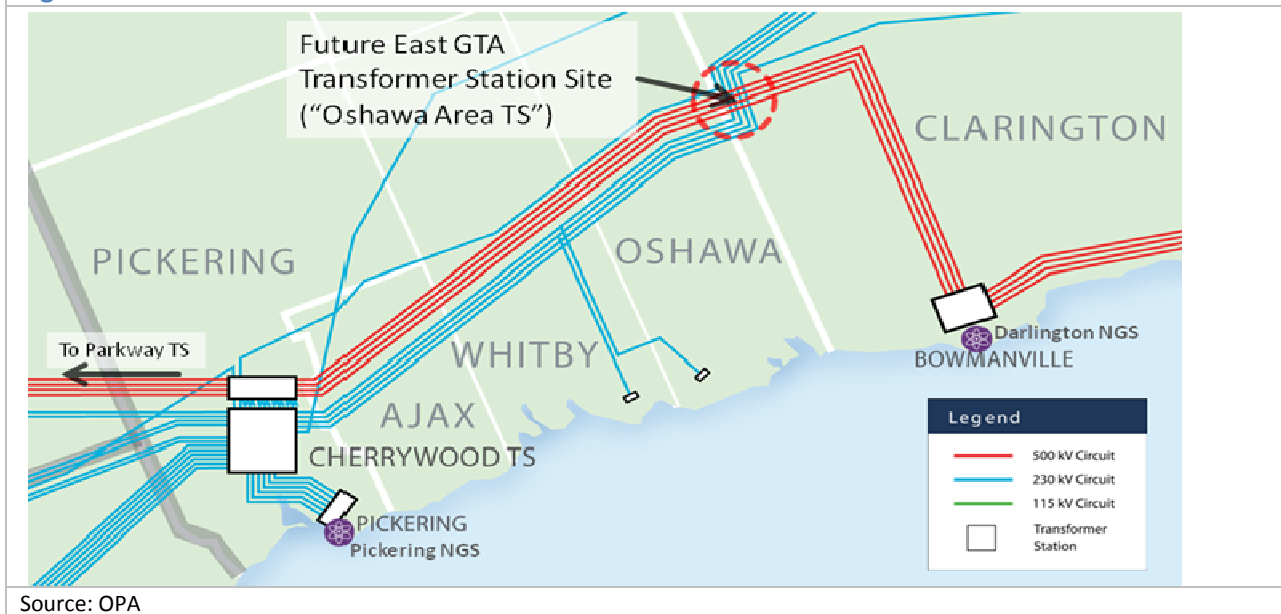 Future East GTA
Transformer Station Site
(“Oshawa Area TS”)
CLARINGTON
PICKERING
OSHAWA
To Parkway TS
WHITBY
Darlington NGS
BOWMANVILLE
AJAX
CHERRYWOOD TS
PICKERING
Pickering NGS
Legend
500 kV Circuit
230 kV Circuit
115 kV Circuit
Transformer
Station
Source: OPA